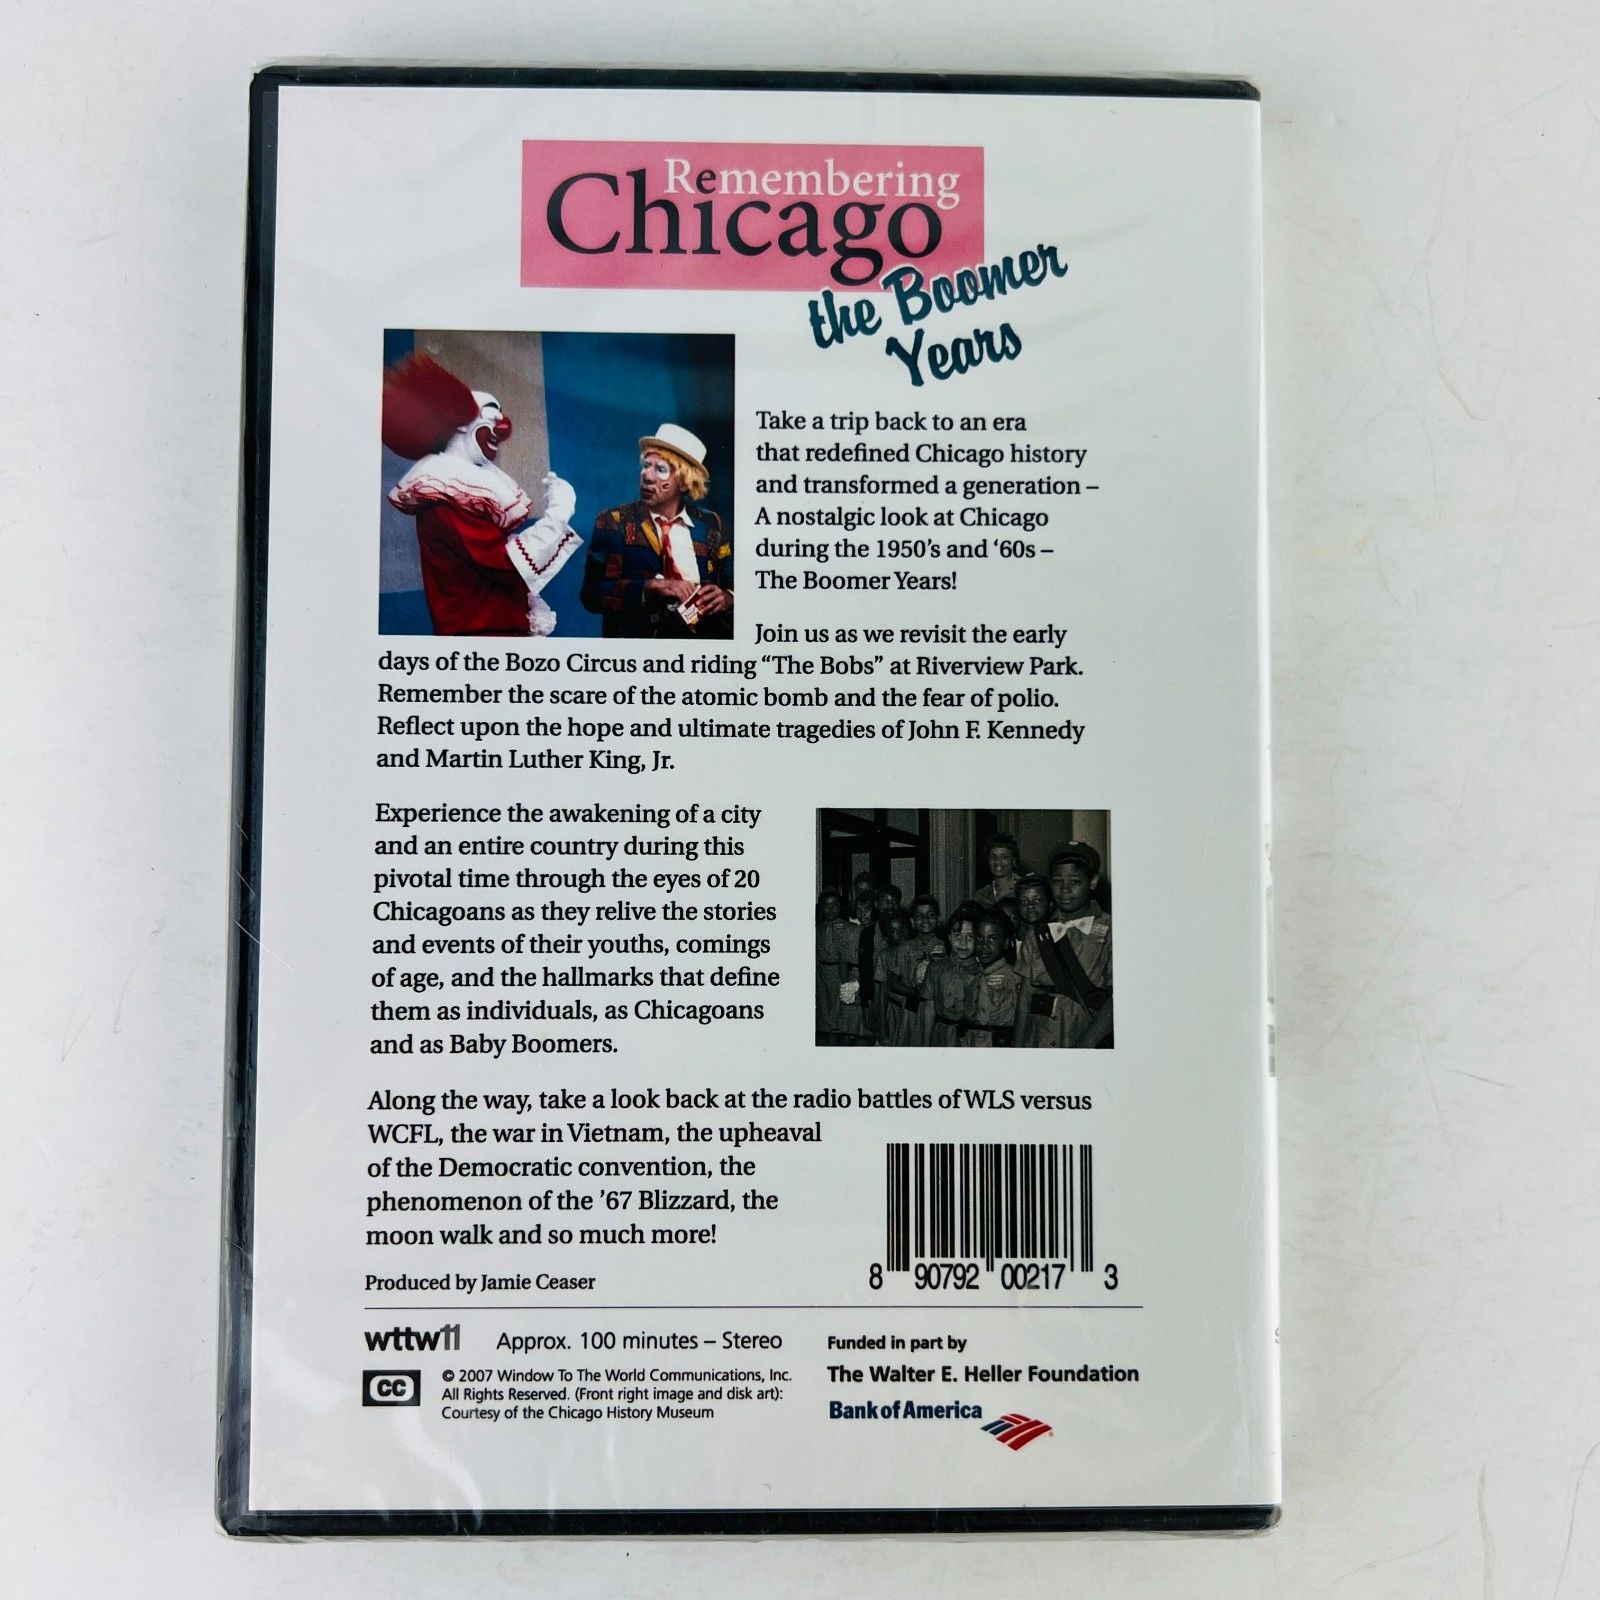 Remembering
Chicago
the Boomer
Years
Take a trip back to an era
that redefined Chicago history
and transformed a generation –
A nostalgic look at Chicago
during the 1950's and ‘60s –
The Boomer Years!
Join us as we revisit the early
days of the Bozo Circus and riding “The Bobs” at Riverview Park.
Remember the scare of the atomic bomb and the fear of polio.
Reflect upon the hope and ultimate tragedies of John F. Kennedy
and Martin Luther King, Jr.
Experience the awakening of a city
and an entire country during this
pivotal time through the eyes of 20
Chicagoans as they relive the stories
and events of their youths, comings
of age, and the hallmarks that define
them as individuals, as Chicagoans
and as Baby Boomers.
Along the way, take a look back at the radio battles of WLS versus
WCFL, the war in Vietnam, the upheaval
of the Democratic convention, the
phenomenon of the ’67 Blizzard, the
moon walk and so much more!
8 90792 00217 3
Produced by Jamie Ceaser
wttw11
Approx. 100 minutes – Stereo
CC
© 2007 Window To The World Communications, Inc.
All Rights Reserved. (Front right image and disk art):
Courtesy of the Chicago History Museum
Funded in part by
The Walter E. Heller Foundation
Bank of America